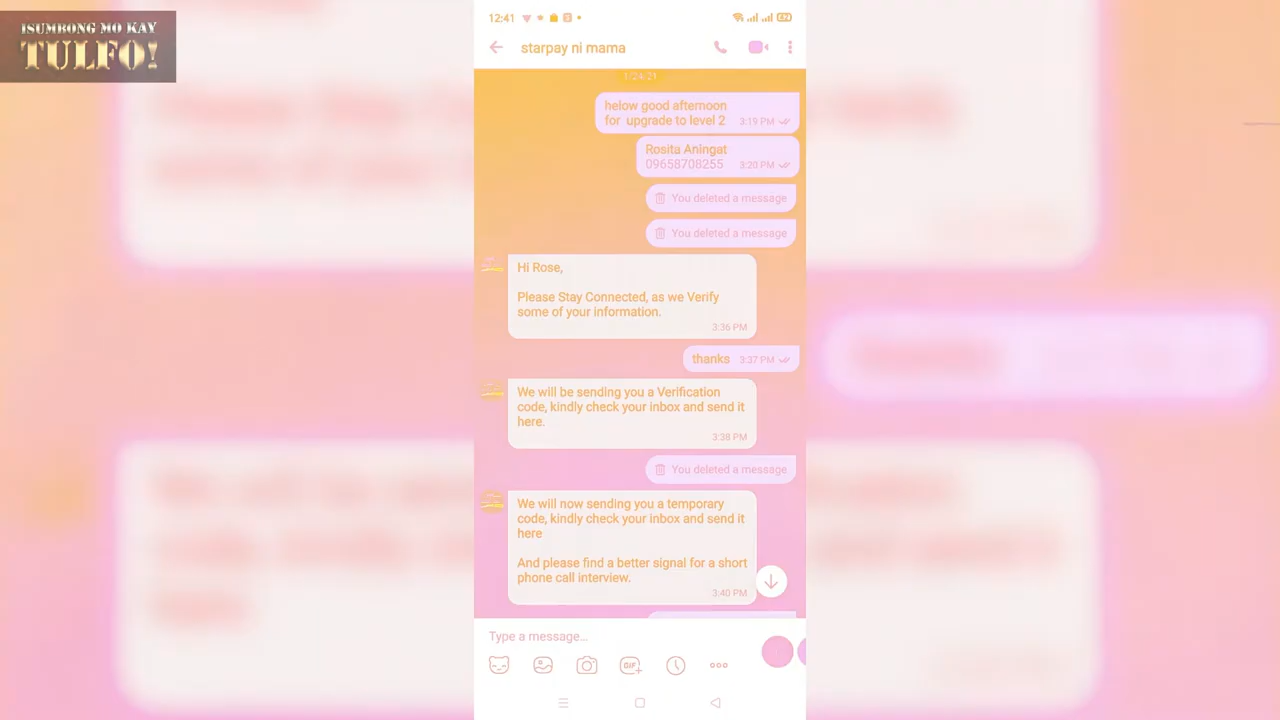 ISUMBONG MO KAY
TULFO!
12:41
starpay ni mama
1/24/21
helow good afternoon
for upgrade to level 2
3:19 PM
Rosita Aningat
09658708255
3:20 PM
You deleted a message
You deleted a message
Hi Rose,
Please Stay Connected, as we Verify
some of your information.
3:36 PM
thanks
3:37 PM
We will be sending you a Verification
code, kindly check your inbox and send it
here.
3:38 PM
You deleted a message
We will now sending you a temporary
code, kindly check your inbox and send it
here
And please find a better signal for a short
phone call interview.
3:40 PM
Type a message...
GIF